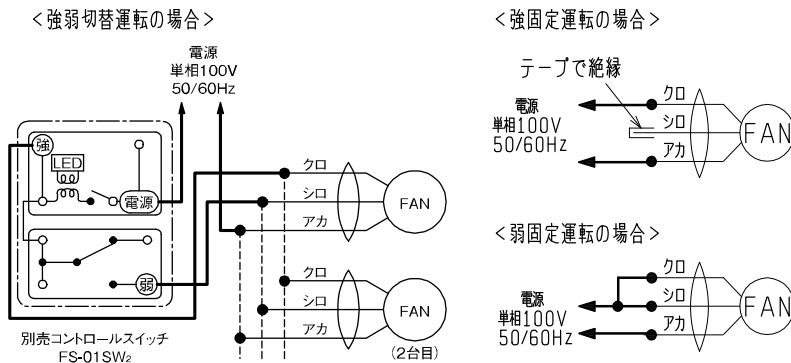 <強弱切替運転の場合>
電源
単相100V
50/60Hz
強
LED
電源
弱
別売コントロールスイッチ
FS-01SW₂
クロ
シロ
アカ
FAN
クロ
シロ
アカ
FAN
(2台目)
<強固定運転の場合>
テープで絶縁
電源
単相100V
50/60Hz
クロ
シロ
アカ
FAN
<弱固定運転の場合>
電源
単相100V
50/60Hz
クロ
シロ
アカ
FAN